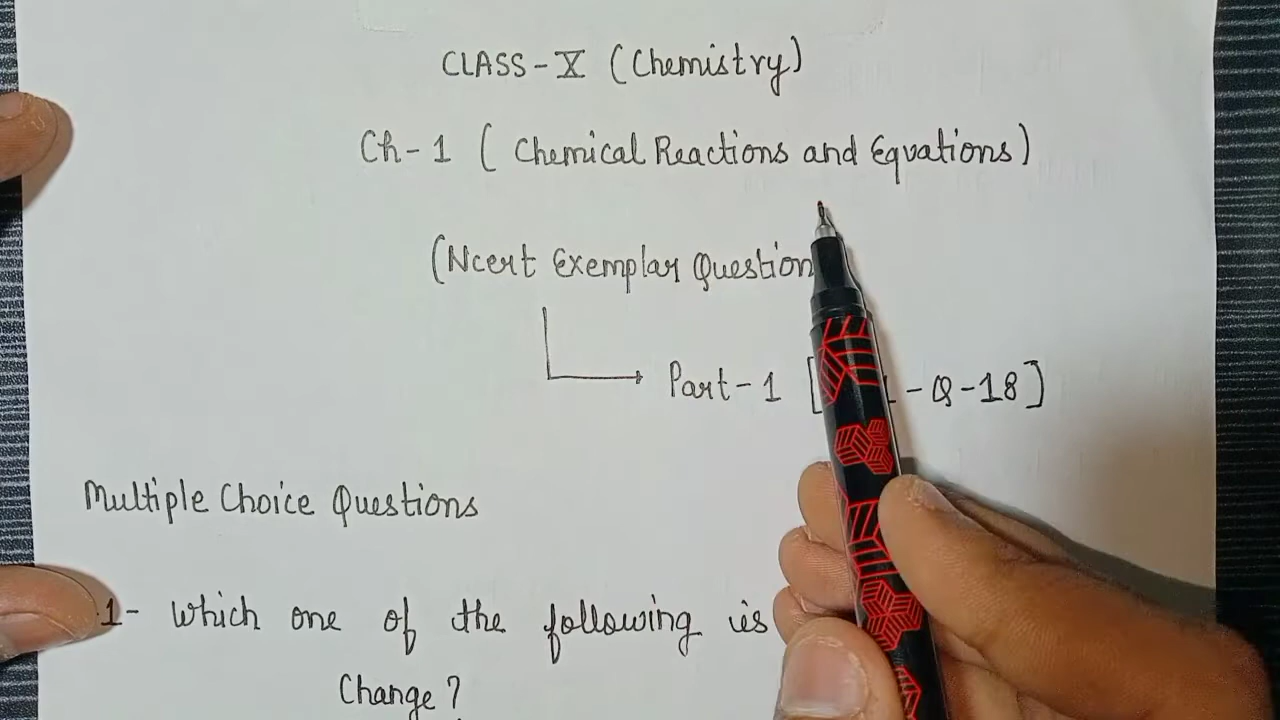 CLASS-X (Chemistry)
Ch-1 ( Chemical Reactions and Equations)
(Ncert Exemplar Question
Part-1 [ - Q-18]
Multiple Choice Questions
1- Which one of the following is
Change ?